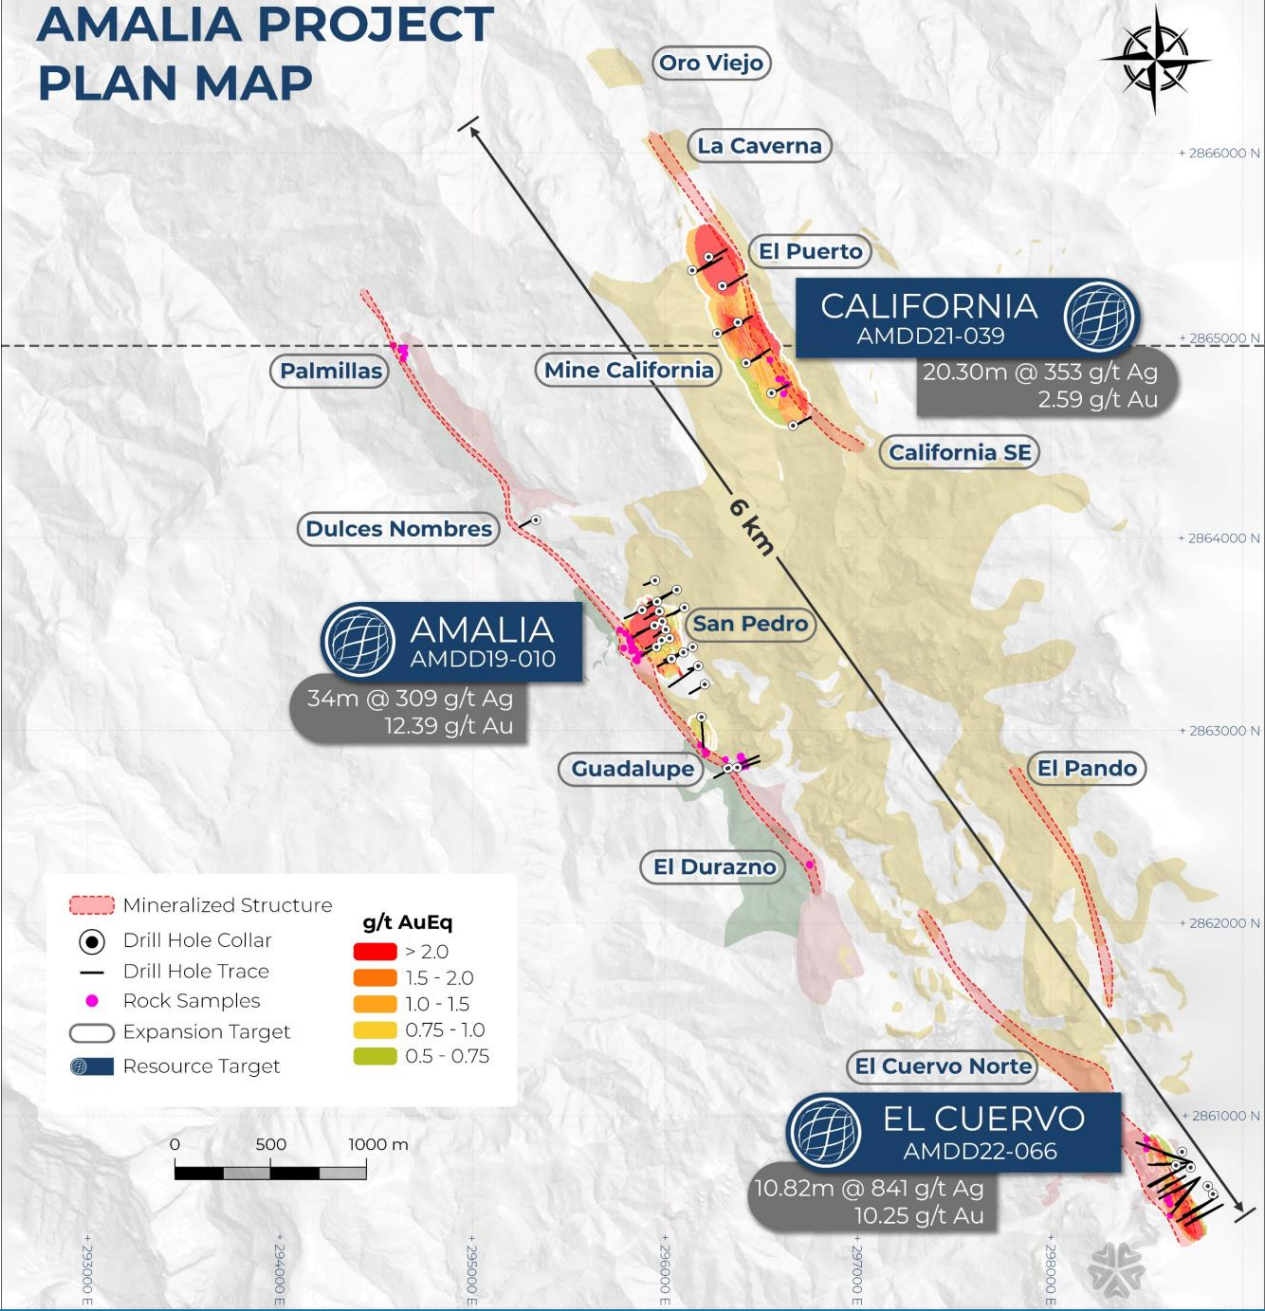 AMALIA PROJECT
PLAN MAP
Oro Viejo
La Caverna
+ 2866000 N
El Puerto
CALIFORNIA
AMDD21-039
20.30m @ 353 g/t Ag
2.59 g/t Au
+ 2865000 N
Palmillas
Mine California
California SE
6 km
Dulces Nombres
+ 2864000 N
AMALIA
AMDD19-010
34m @ 309 g/t Ag
12.39 g/t Au
San Pedro
+ 2863000 N
Guadalupe
El Pando
El Durazno
+ 2862000 N
Mineralized Structure
Drill Hole Collar
Drill Hole Trace
Rock Samples
Expansion Target
Resource Target
g/t AuEq
> 2.0
1.5 - 2.0
1.0 - 1.5
0.75 - 1.0
0.5 - 0.75
El Cuervo Norte
EL CUERVO
AMDD22-066
10.82m @ 841 g/t Ag
10.25 g/t Au
+ 2861000 N
0 500 1000 m
+ 293000 E
+ 294000 E
+ 295000 E
+ 296000 E
+ 297000 E
+ 298000 E